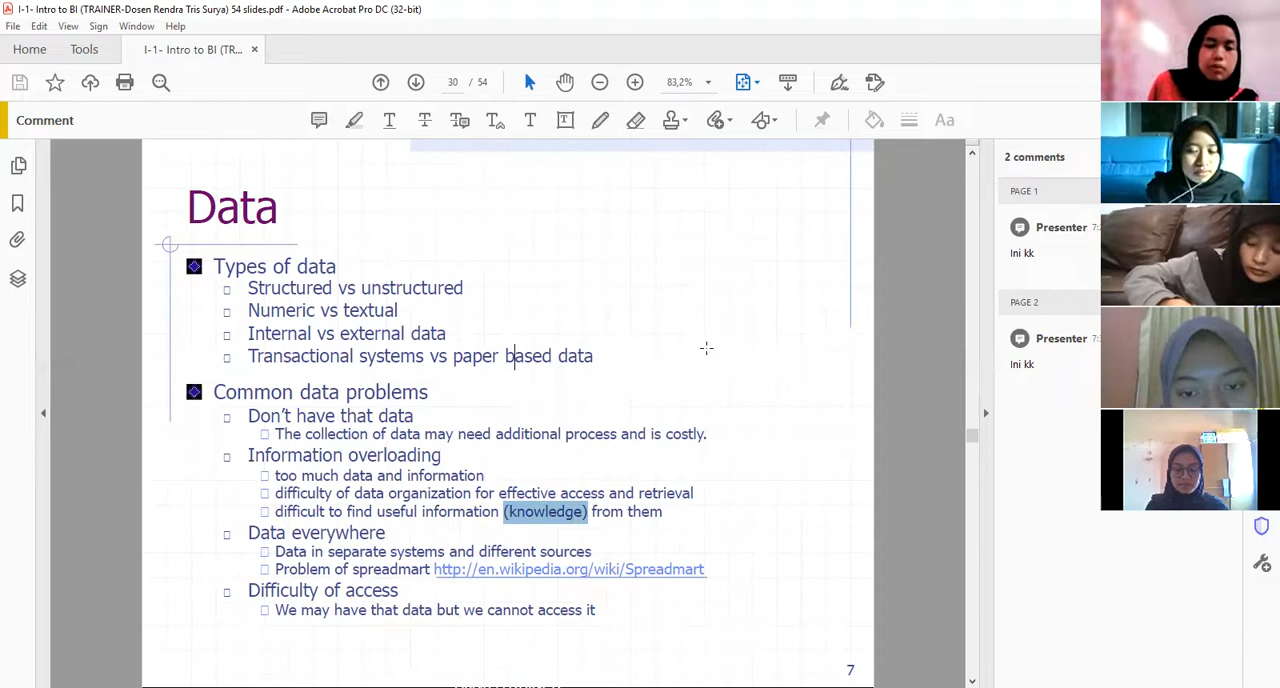 I-1- Intro to BI (TRAINER-Dosen Rendra Tris Surya) 54 slides.pdf - Adobe Acrobat Pro DC (32-bit)
File Edit View Sign Window Help
Home Tools I-1- Intro to BI (TR... ×
30 / 54 83,2%
Comment
Aa
2 comments
PAGE 1
Presenter 7:
Ini kk
PAGE 2
Presenter 7:
Ini kk
Data
Types of data
Structured vs unstructured
Numeric vs textual
Internal vs external data
Transactional systems vs paper based data
Common data problems
Don't have that data
The collection of data may need additional process and is costly.
Information overloading
too much data and information
difficulty of data organization for effective access and retrieval
difficult to find useful information (knowledge) from them
Data everywhere
Data in separate systems and different sources
Problem of spreadmart http://en.wikipedia.org/wiki/Spreadmart
Difficulty of access
We may have that data but we cannot access it
7